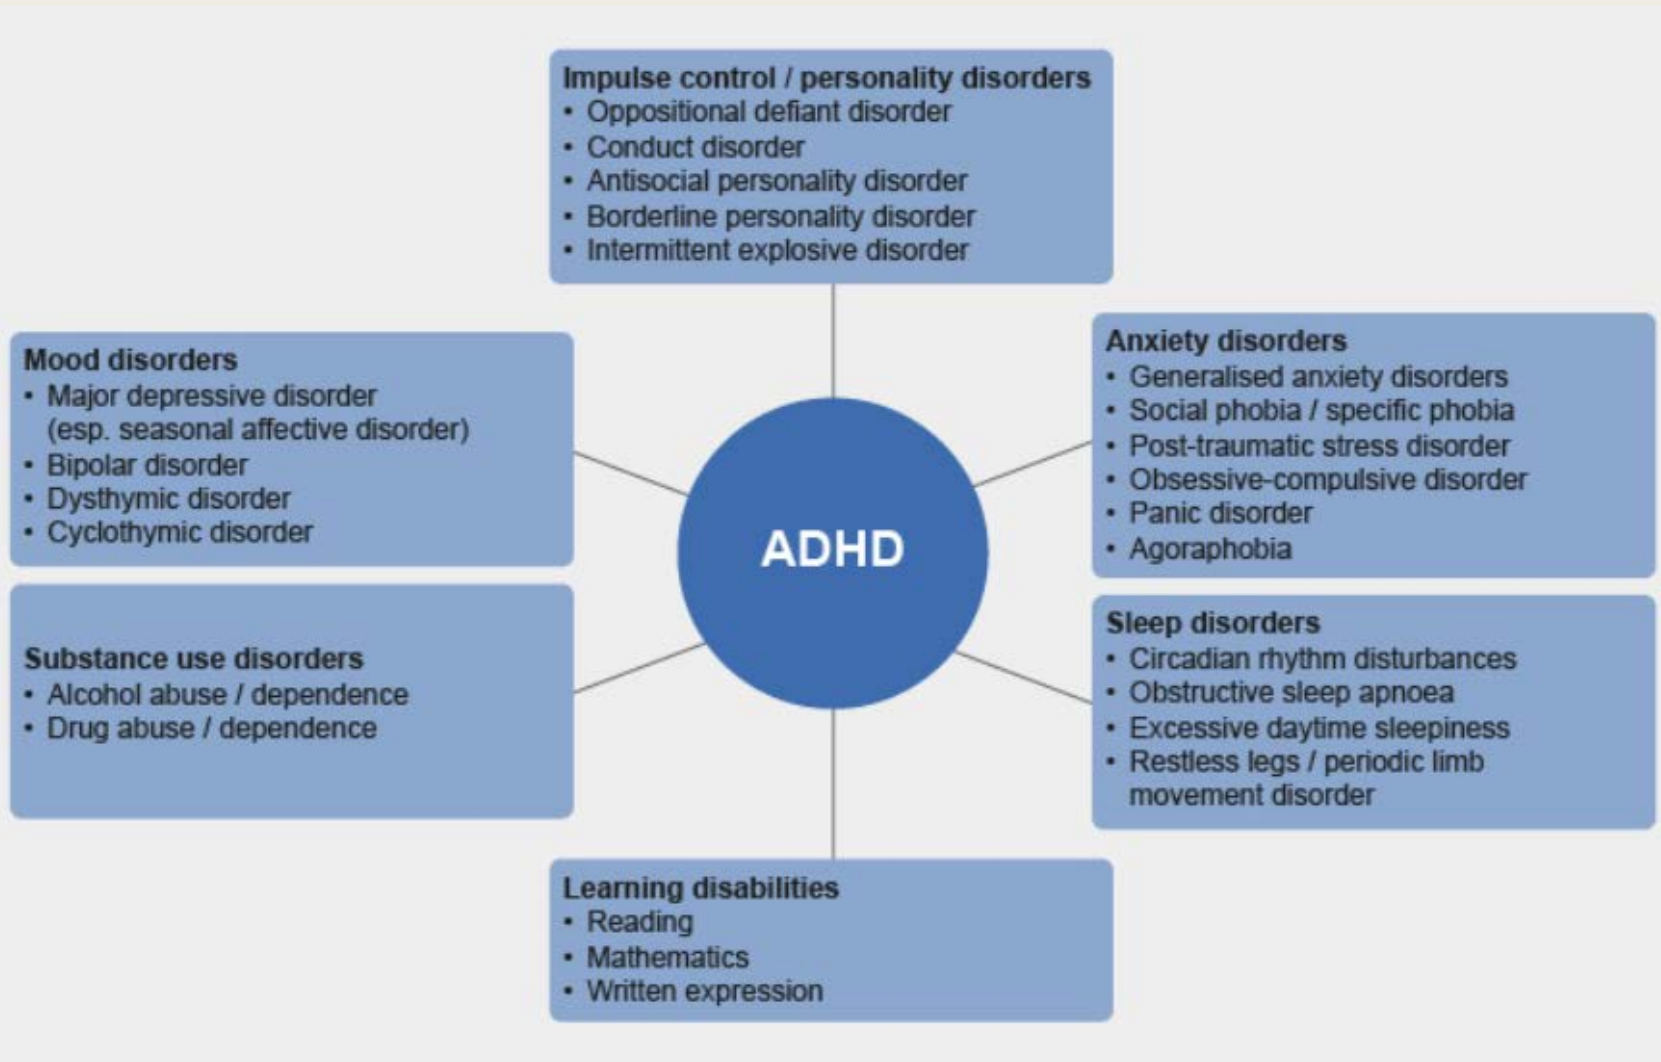 Impulse control / personality disorders
• Oppositional defiant disorder
• Conduct disorder
• Antisocial personality disorder
• Borderline personality disorder
• Intermittent explosive disorder
Mood disorders
• Major depressive disorder
(esp. seasonal affective disorder)
• Bipolar disorder
• Dysthymic disorder
• Cyclothymic disorder
Anxiety disorders
• Generalised anxiety disorders
• Social phobia / specific phobia
• Post-traumatic stress disorder
• Obsessive-compulsive disorder
• Panic disorder
• Agoraphobia
ADHD
Substance use disorders
• Alcohol abuse / dependence
• Drug abuse / dependence
Sleep disorders
• Circadian rhythm disturbances
• Obstructive sleep apnoea
• Excessive daytime sleepiness
• Restless legs / periodic limb
movement disorder
Learning disabilities
• Reading
• Mathematics
• Written expression